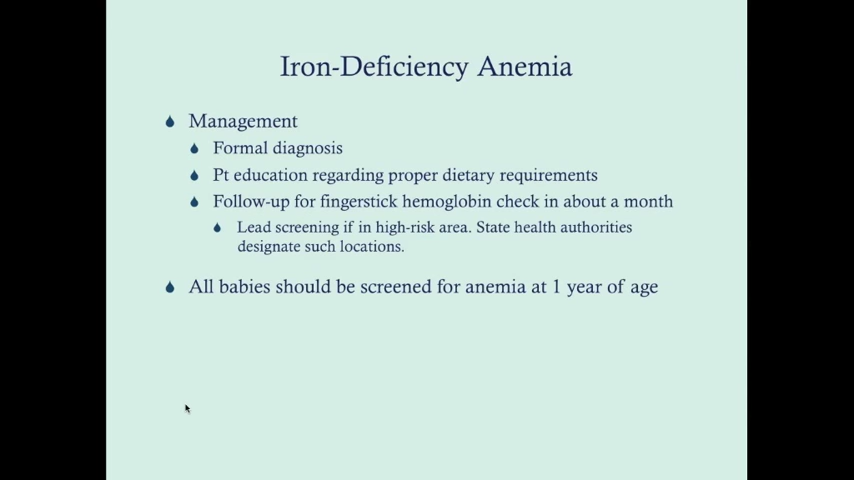 Iron-Deficiency Anemia
Management
Formal diagnosis
Pt education regarding proper dietary requirements
Follow-up for fingerstick hemoglobin check in about a month
Lead screening if in high-risk area. State health authorities
designate such locations.
All babies should be screened for anemia at 1 year of age